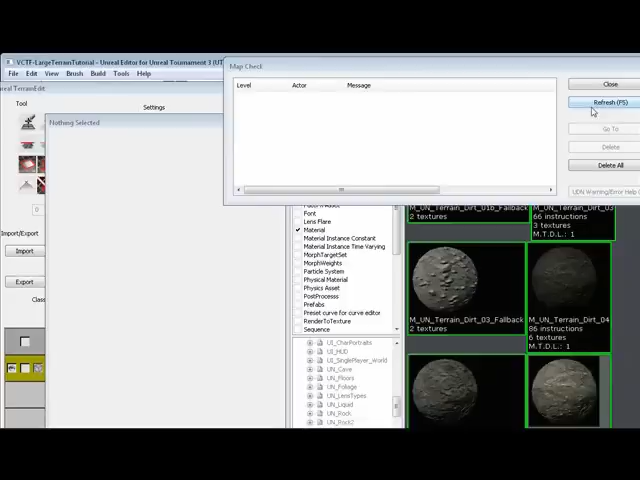 VCTF-LargeTerrainTutorial - Unreal Editor for Unreal Tournament 3 (UT
File Edit View Brush Build Tools Help
Map Check
Level Actor Message
Close
Refresh (F5)
Go To
Delete
Delete All
UDN Warning/Error Help (
real TerrainEdit
Tool
Settings
Nothing Selected
Import/Export
Import
Export
Clas
Font
Lens Flare
Material
Material Instance Constant
Material Instance Time Varying
MorphTargetSet
MorphWeights
Particle System
Physical Material
Physics Asset
PostProcess
Prefabs
Preset curve for curve editor
RenderToTexture
Sequence
UI_CharPortraits
UI_HUD
UI_SinglePlayer_World
UN_Cave
UN_Floors
UN_Foliage
UN_LensTypes
UN_Liquid
UN_Rock
UN_Rock2
M_UN_Terrain_Dirt_01b_Fallback
2 textures
M_UN_Terrain_Dirt_03
66 instructions
3 textures
M.T.D.L.: 1
M_UN_Terrain_Dirt_03_Fallback
2 textures
M_UN_Terrain_Dirt_04
86 instructions
6 textures
M.T.D.L.: 1